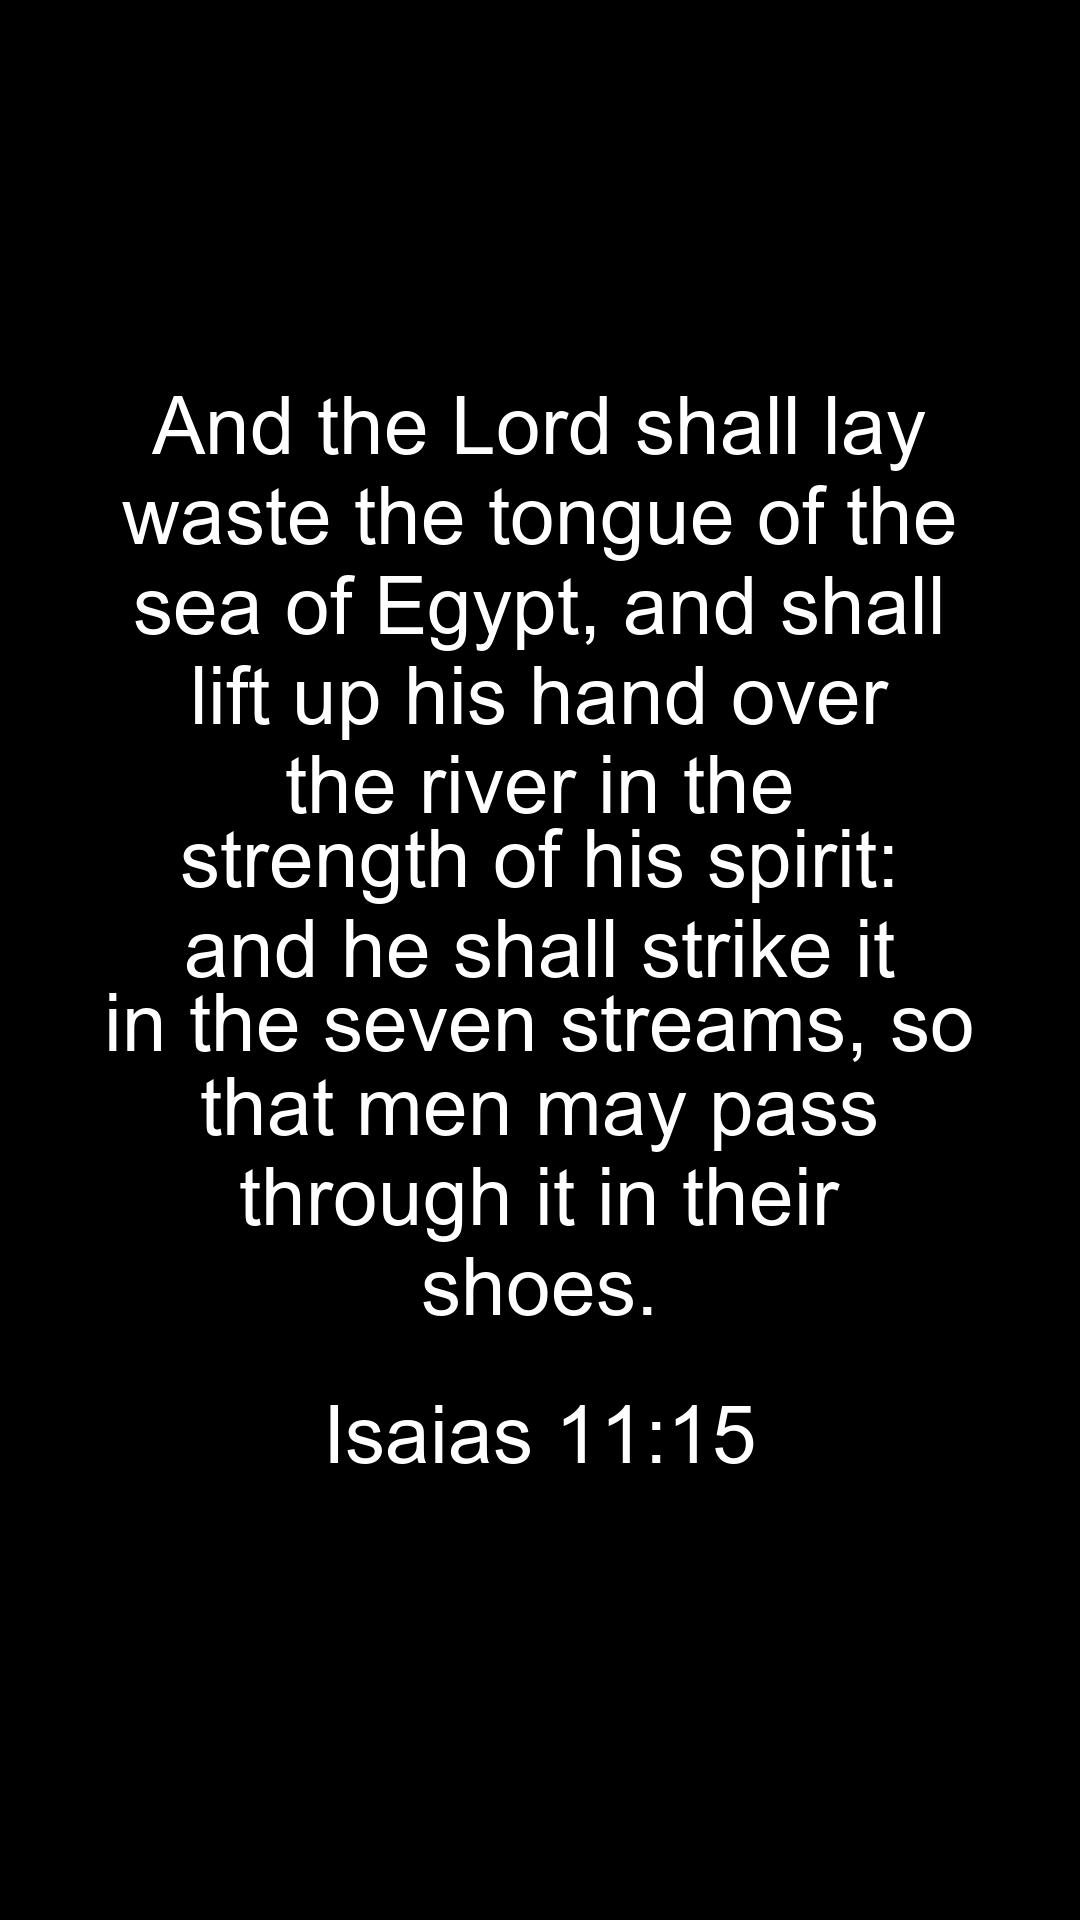 And the Lord shall lay
waste the tongue of the
sea of Egypt, and shall
lift up his hand over
the river in the
strength of his spirit:
and he shall strike it
in the seven streams, so
that men may pass
through it in their
shoes.
Isaias 11:15